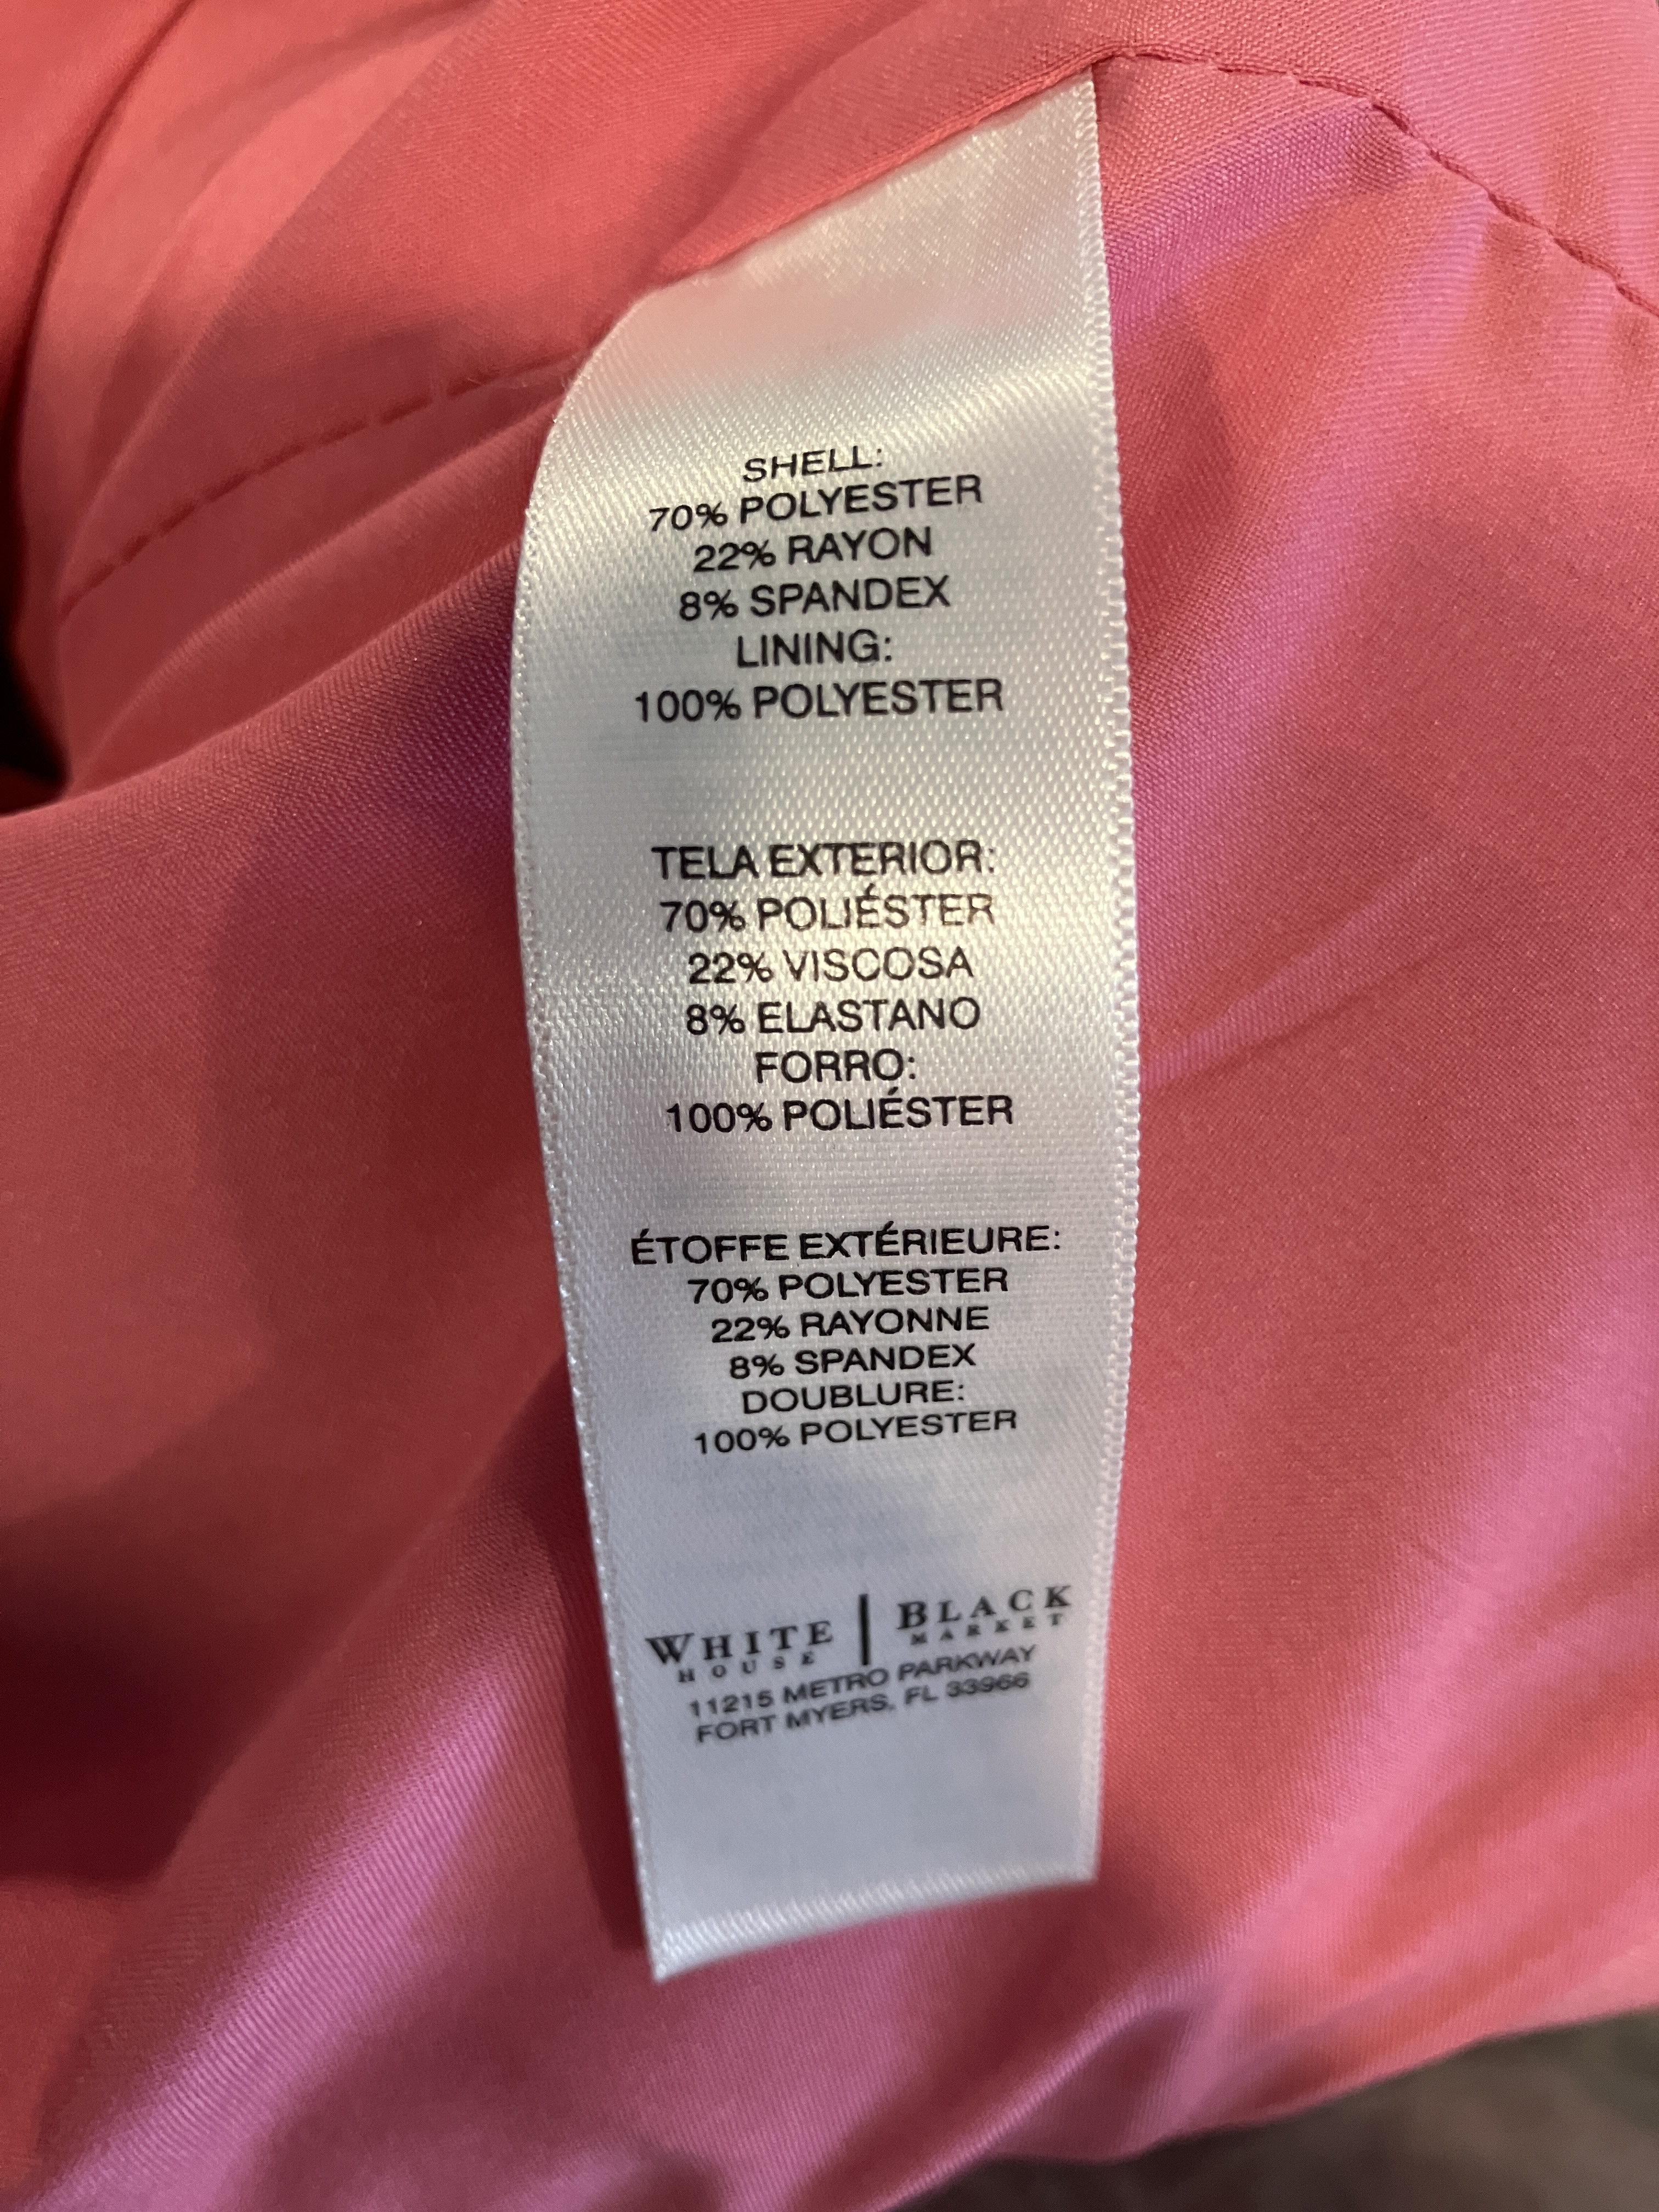 SHELL:
70% POLYESTER
22% RAYON
8% SPANDEX
LINING:
100% POLYESTER
TELA EXTERIOR:
70% POLIÉSTER
22% VISCOSA
8% ELASTANO
FORRO:
100% POLIÉSTER
ÉTOFFE EXTÉRIEURE:
70% POLYESTER
22% RAYONNE
8% SPANDEX
DOUBLURE:
100% POLYESTER
WHITE | BLACK
HOUSE MARKET
11215 METRO PARKWAY
FORT MYERS, FL 33966